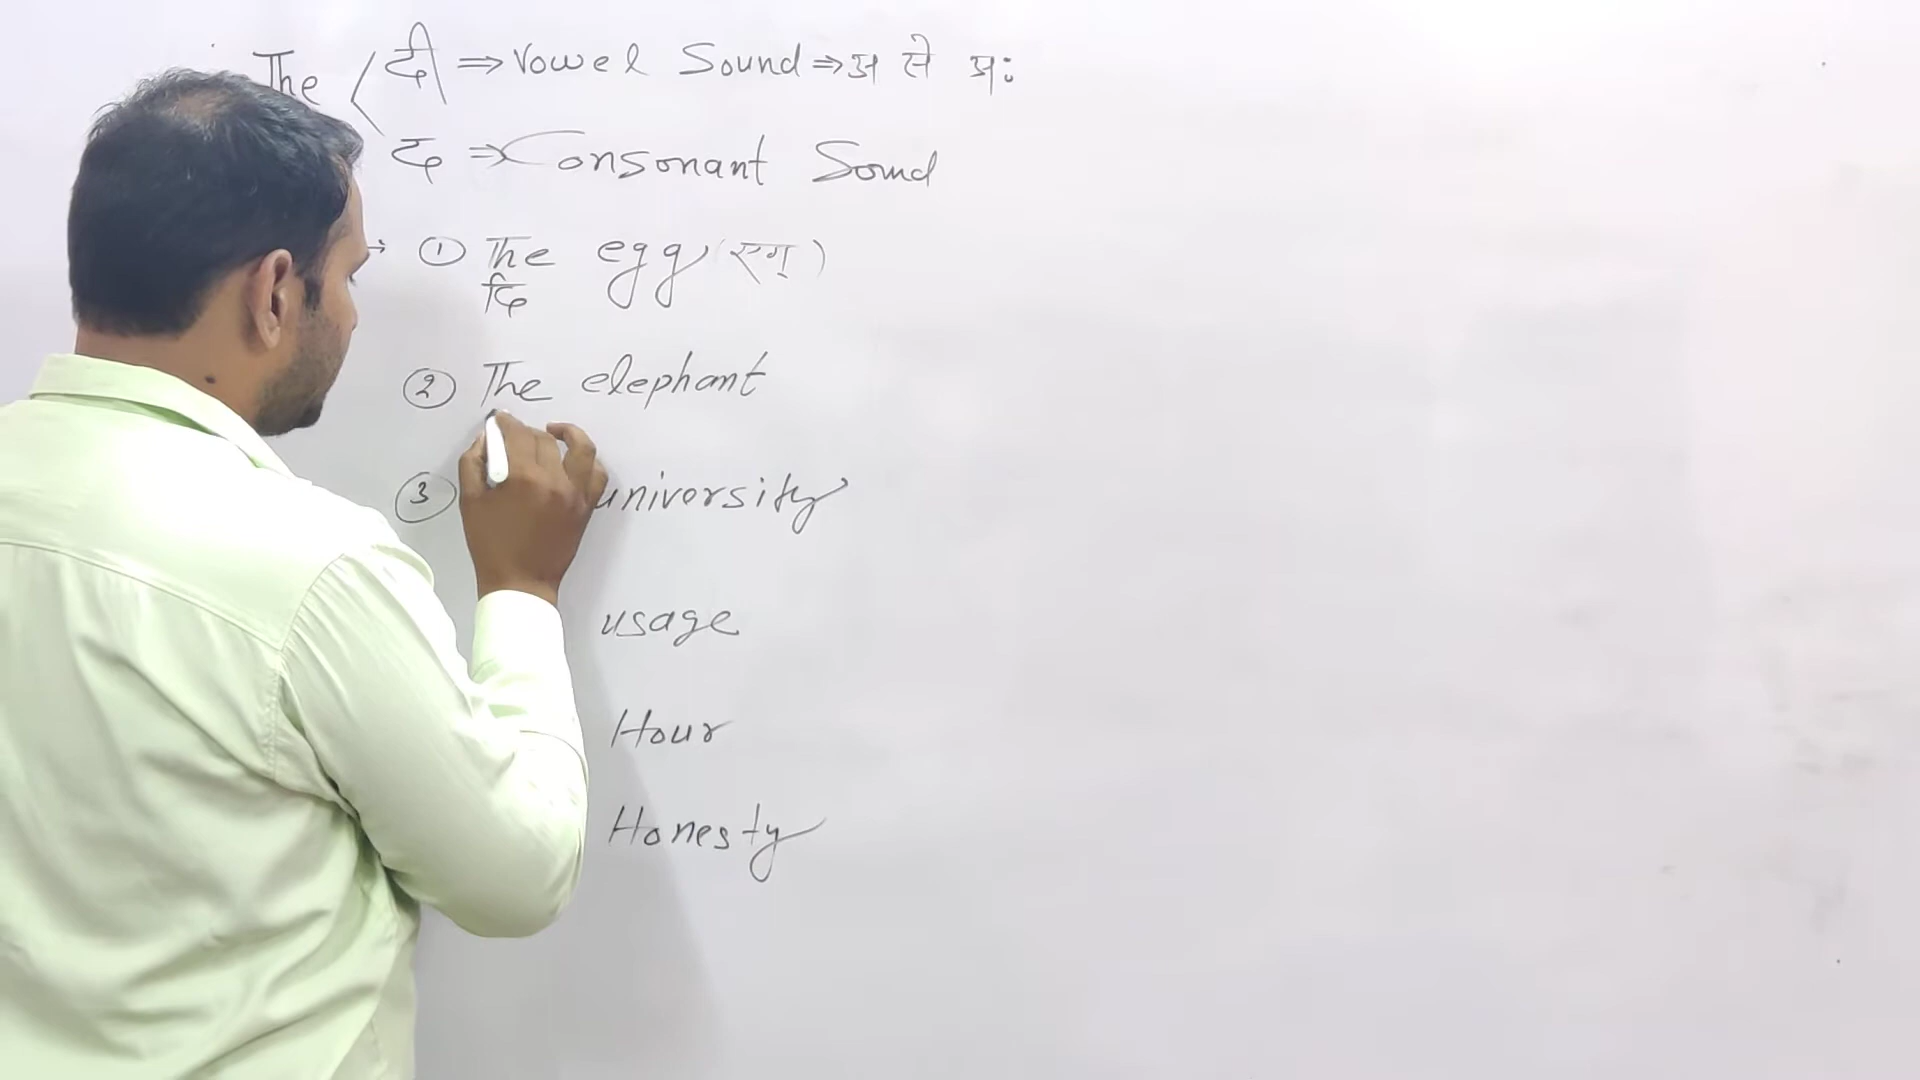 The दी ⇒ Vowel Sound ⇒ अ से अः
द ⇒ Consonant Sound
→ ① The egg (एग्)
दि
② The elephant
③ university
usage
Hour
Honesty